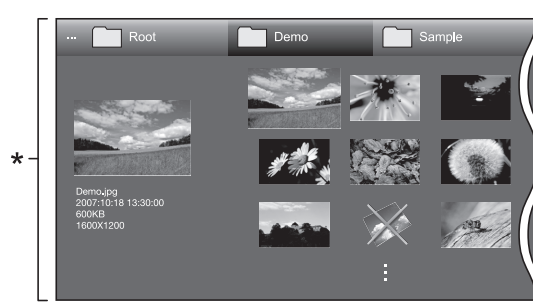 ... Root Demo Sample
*
Demo.jpg
2007:10:18 13:30:00
600KB
1600X1200